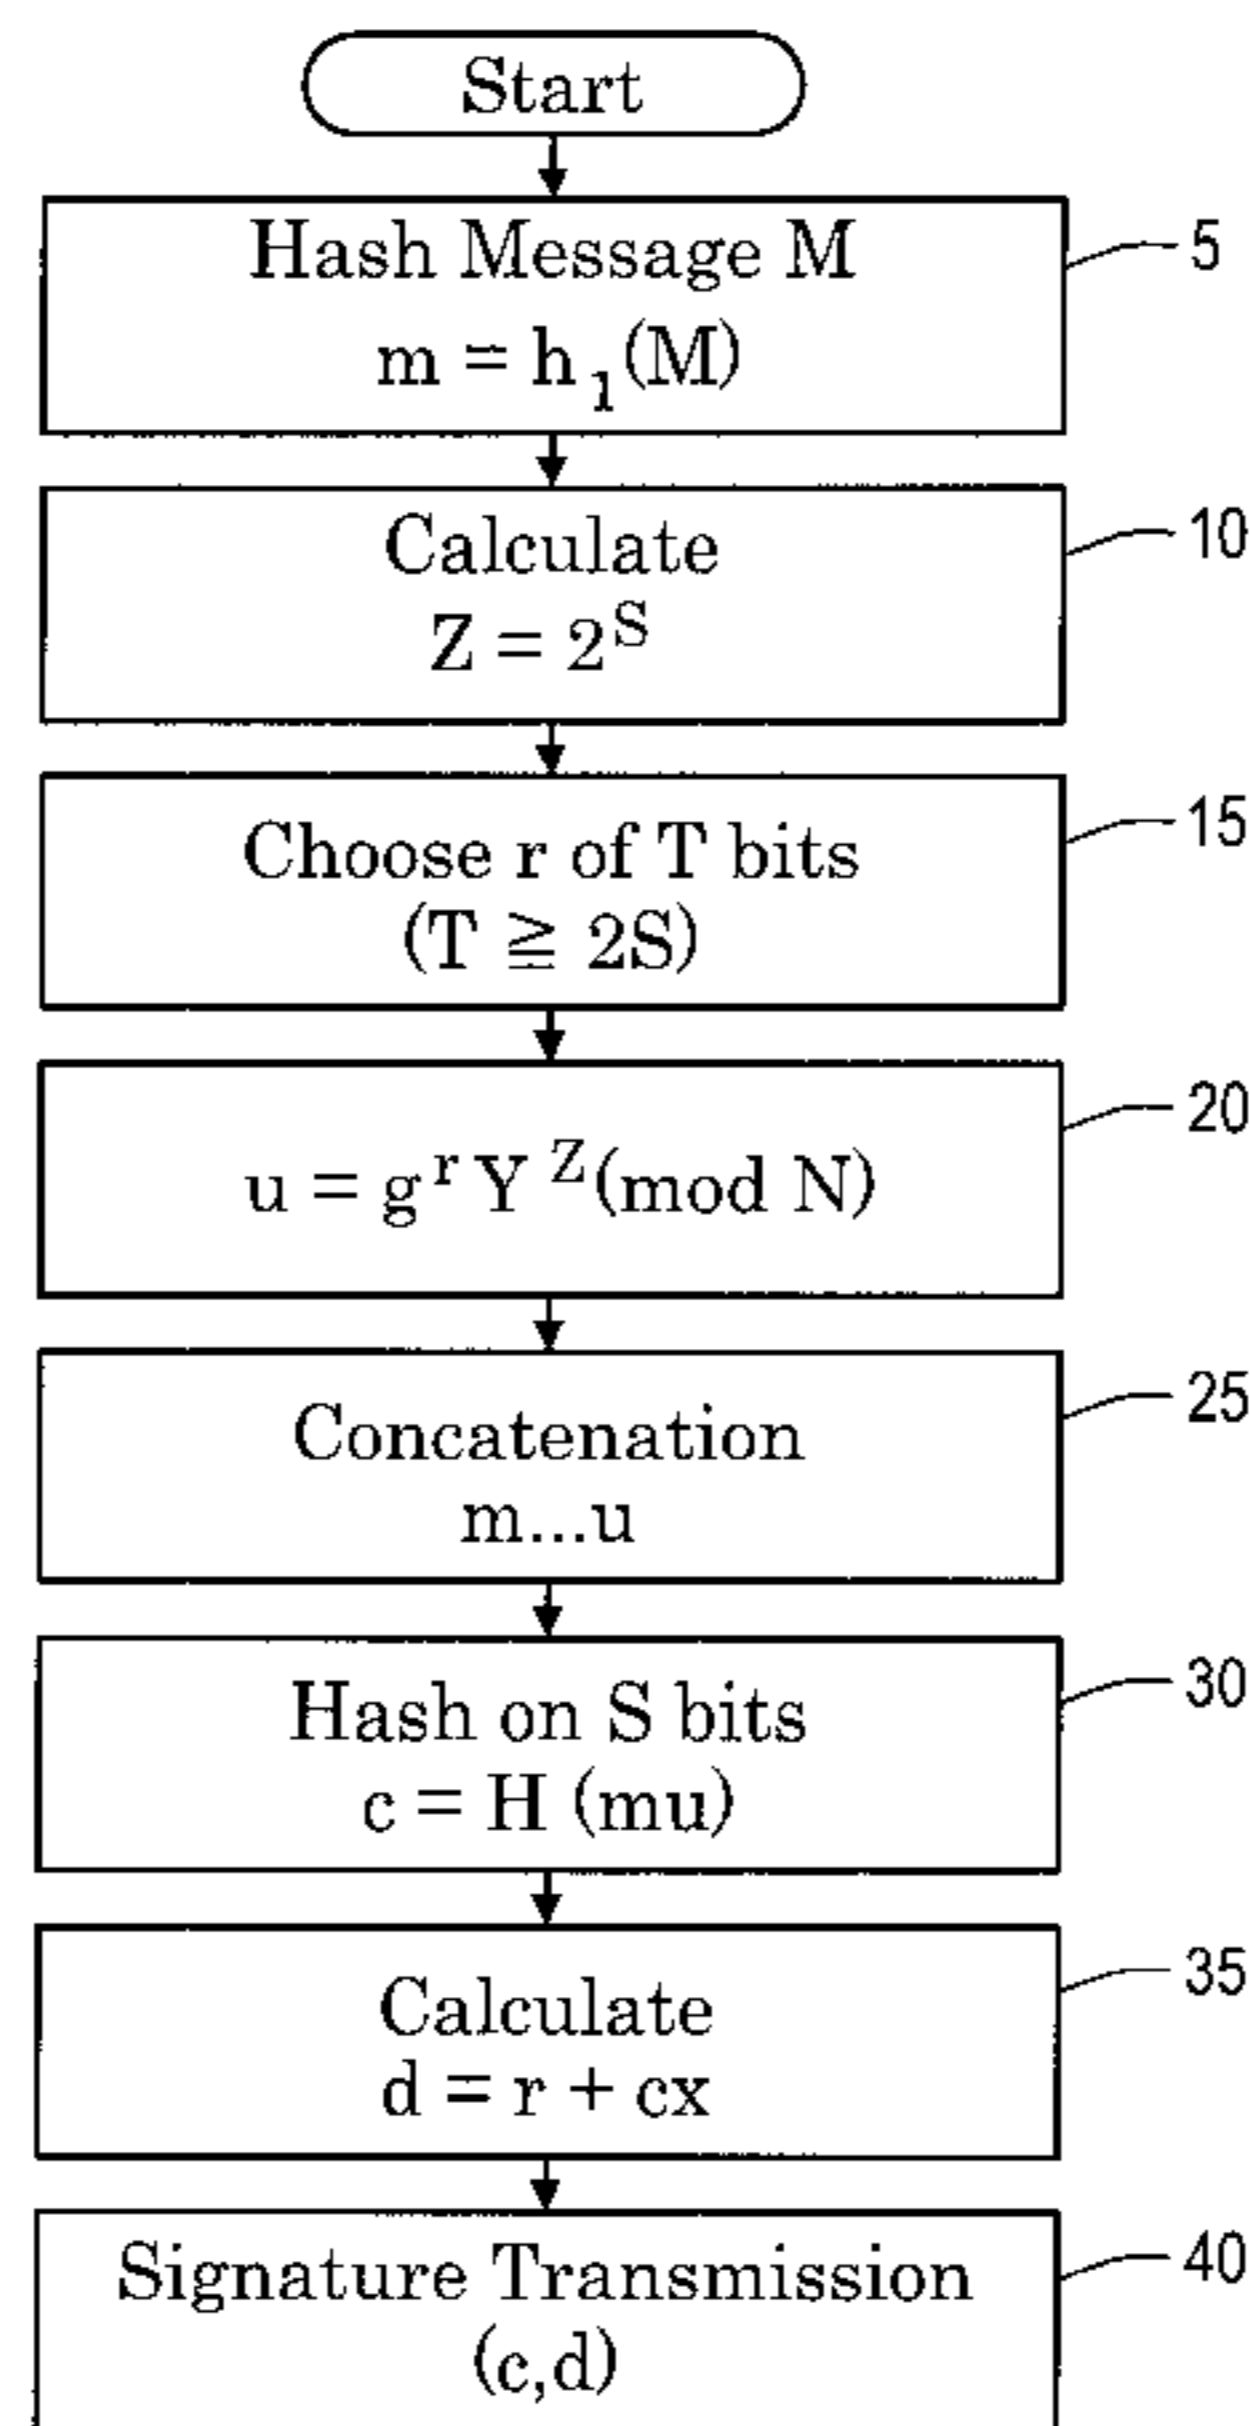 Start
Hash Message M
m = h₁(M)
5
Calculate
Z = 2ˢ
10
Choose r of T bits
(T ≧ 2S)
15
u = gʳ Yᶻ(mod N)
20
Concatenation
m...u
25
Hash on S bits
c = H (mu)
30
Calculate
d = r + cx
35
Signature Transmission
(c,d)
40